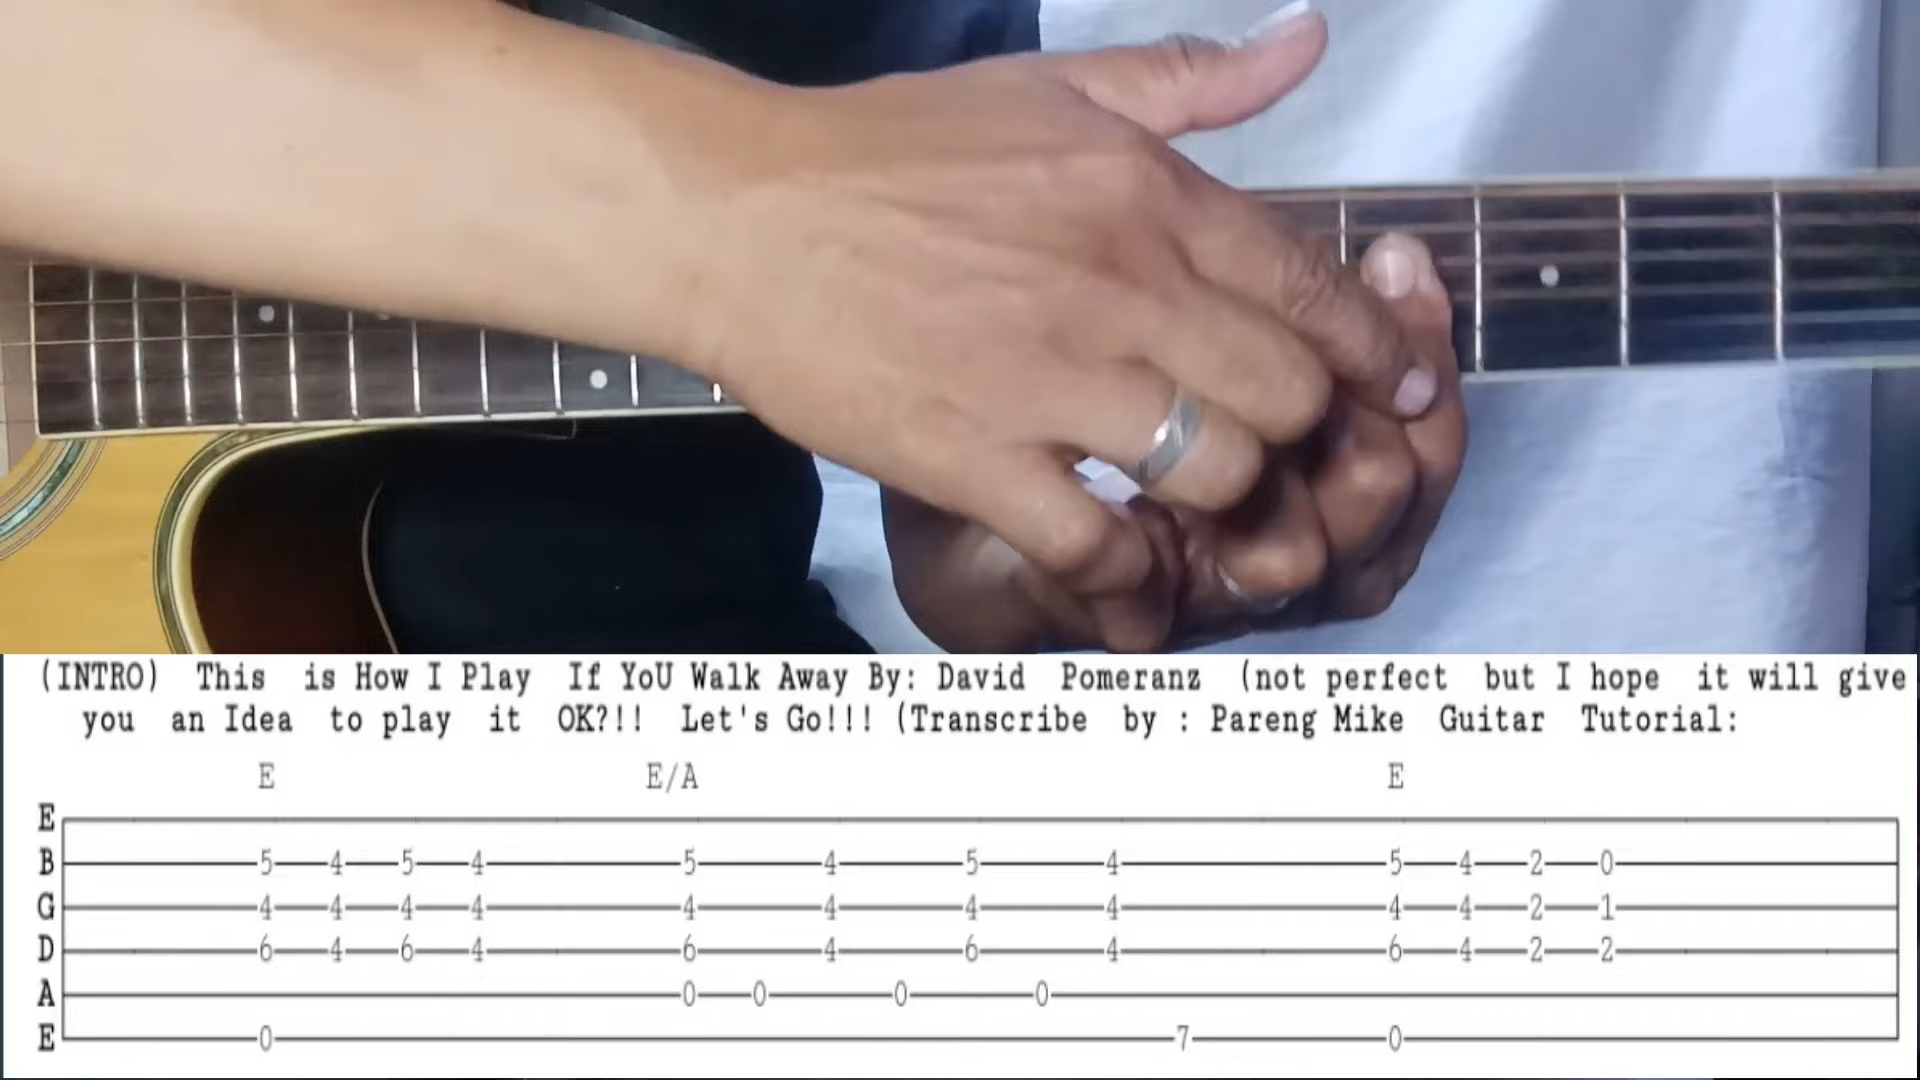 (INTRO) This is How I Play If YoU Walk Away By: David Pomeranz (not perfect but I hope it will give
you an Idea to play it OK?!! Let's Go!!! (Transcribe by : Pareng Mike Guitar Tutorial:
E E/A E
E
B 5 4 5 4 5 4 5 4 5 4 2 0
G 4 4 4 4 4 4 4 4 4 4 2 1
D 6 4 6 4 6 4 6 4 6 4 2 2
A 0 0 0 0
E 0 7 0